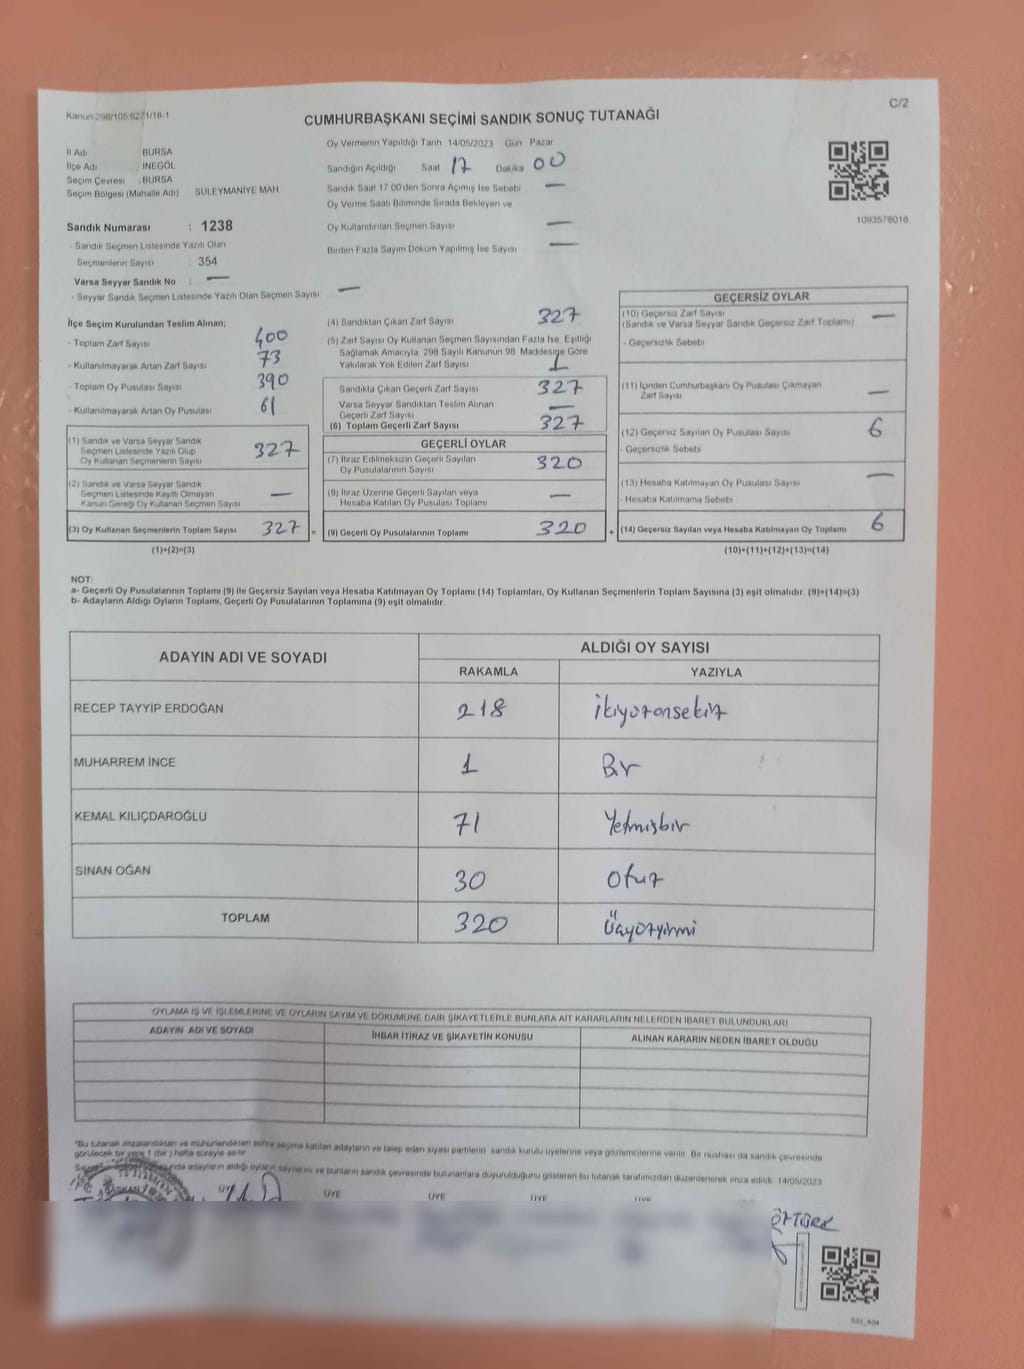 C/2
Kanun 298/105.627.1/16-1
CUMHURBAŞKANI SEÇİMİ SANDIK SONUÇ TUTANAĞI
İl Adı : BURSA
İlçe Adı : İNEGÖL
Seçim Çevresi : BURSA
Seçim Bölgesi (Mahalle Adı) SÜLEYMANİYE MAH
Sandık Numarası : 1238
- Sandık Seçmen Listesinde Yazılı Olan
Seçmenlerin Sayısı : 354
Varsa Seyyar Sandık No : —
- Seyyar Sandık Seçmen Listesinde Yazılı Olan Seçmen Sayısı —
Oy Vermenin Yapıldığı Tarih 14/05/2023 Gün Pazar
Sandığın Açıldığı Saat 17 Dakika 00
Sandık Saat 17 00'den Sonra Açımış İse Sebebi —
Oy Verme Saati Bitiminde Sırada Bekleyen ve
Oy Kullandırılan Seçmen Sayısı —
Birden Fazla Sayım Döküm Yapılmış İse Sayısı —
1093578016
İlçe Seçim Kurulundan Teslim Alınan;
- Toplam Zarf Sayısı 400
- Kullanılmayarak Artan Zarf Sayısı 73
- Toplam Oy Pusulası Sayısı 390
- Kullanılmayarak Artan Oy Pusulası 61
(1) Sandık ve Varsa Seyyar Sandık
Seçmen Listesinde Yazılı Olup
Oy Kullanan Seçmenlerin Sayısı 327
(2) Sandık ve Varsa Seyyar Sandık
Seçmen Listesinde Kayıtlı Olmayan
Kanun Gereği Oy Kullanan Seçmen Sayısı —
(3) Oy Kullanan Seçmenlerin Toplam Sayısı 327 =
(1)+(2)=(3)
(4) Sandıktan Çıkan Zarf Sayısı 327
(5) Zarf Sayısı Oy Kullanan Seçmen Sayısından Fazla İse, Eşitliği
Sağlamak Amacıyla, 298 Sayılı Kanunun 98. Maddesine Göre
Yakılarak Yok Edilen Zarf Sayısı 1
Sandıkta Çıkan Geçerli Zarf Sayısı 327
Varsa Seyyar Sandıktan Teslim Alınan
Geçerli Zarf Sayısı —
(6) Toplam Geçerli Zarf Sayısı 327
GEÇERLİ OYLAR
(7) İtiraz Edilmeksizin Geçerli Sayılan
Oy Pusulalarının Sayısı 320
(8) İtiraz Üzerine Geçerli Sayılan veya
Hesaba Katılan Oy Pusulası Toplamı —
(9) Geçerli Oy Pusulalarının Toplamı 320 +
GEÇERSİZ OYLAR
(10) Geçersiz Zarf Sayısı —
(Sandık ve Varsa Seyyar Sandık Geçersiz Zarf Toplamı)
- Geçersizlik Sebebi
(11) İçinden Cumhurbaşkanı Oy Pusulası Çıkmayan
Zarf Sayısı —
(12) Geçersiz Sayılan Oy Pusulası Sayısı 6
- Geçersizlik Sebebi
(13) Hesaba Katılmayan Oy Pusulası Sayısı —
- Hesaba Katılmama Sebebi
(14) Geçersiz Sayılan veya Hesaba Katılmayan Oy Toplamı 6
(10)+(11)+(12)+(13)=(14)
NOT:
a- Geçerli Oy Pusulalarının Toplamı (9) ile Geçersiz Sayılan veya Hesaba Katılmayan Oy Toplamı (14) Toplamları, Oy Kullanan Seçmenlerin Toplam Sayısına (3) eşit olmalıdır. (9)+(14)=(3)
b- Adayların Aldığı Oyların Toplamı, Geçerli Oy Pusulalarının Toplamına (9) eşit olmalıdır.
ADAYIN ADI VE SOYADI ALDIĞI OY SAYISI
RAKAMLA YAZIYLA
RECEP TAYYİP ERDOĞAN 218 ikiyüzonsekiz
MUHARREM İNCE 1 Bir
KEMAL KILIÇDAROĞLU 71 Yetmişbir
SİNAN OĞAN 30 Otuz
TOPLAM 320 Üçyüzyirmi
OYLAMA İŞ VE İŞLEMLERİNE VE OYLARIN SAYIM VE DÖKÜMÜNE DAİR ŞİKAYETLERLE BUNLARA AİT KARARLARIN NELERDEN İBARET BULUNDUKLARI
ADAYIN ADI VE SOYADI İHBAR İTİRAZ VE ŞİKAYETİN KONUSU ALINAN KARARIN NEDEN İBARET OLDUĞU
*Bu tutanak imzalandıktan ve mühürlendikten sonra seçime katılan adayların ve talep eden siyasi partilerin sandık kurulu üyelerine veya gözlemcilerine verilir. Bir nüshası da sandık çevresinde
görülecek bir yere 1 (bir) hafta süreyle asılır
adayların aldığı oyların sayılarını ve bunların sandık çevresinde bulunanlara duyurulduğunu gösteren bu tutanak tarafımızdan düzenlenerek imza edildi. 14/05/2023
ÜYE ÜYE ÜYE ÜYE ÜYE
ÖZTÜRK